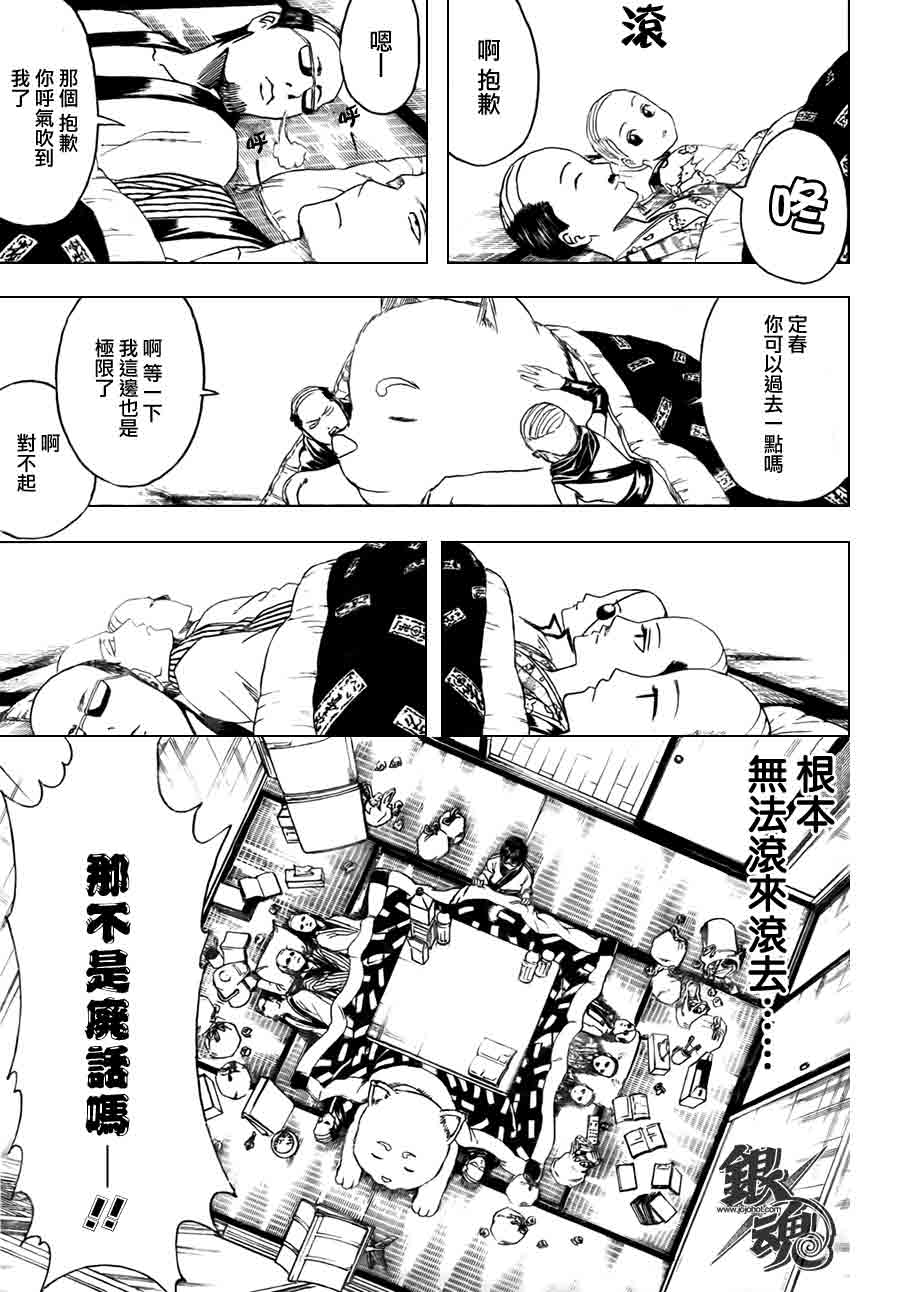 滾
咚
啊 抱歉
嗯—
呼—
呼—
那個 抱歉
你呼氣吹到
我了
定春
你可以過去一點嗎
啊 等一下
我這邊也是
極限了
啊
對不起
根本
無法滾來滾去……
那不是廢話嗎——!!
銀魂
www.jojohot.com